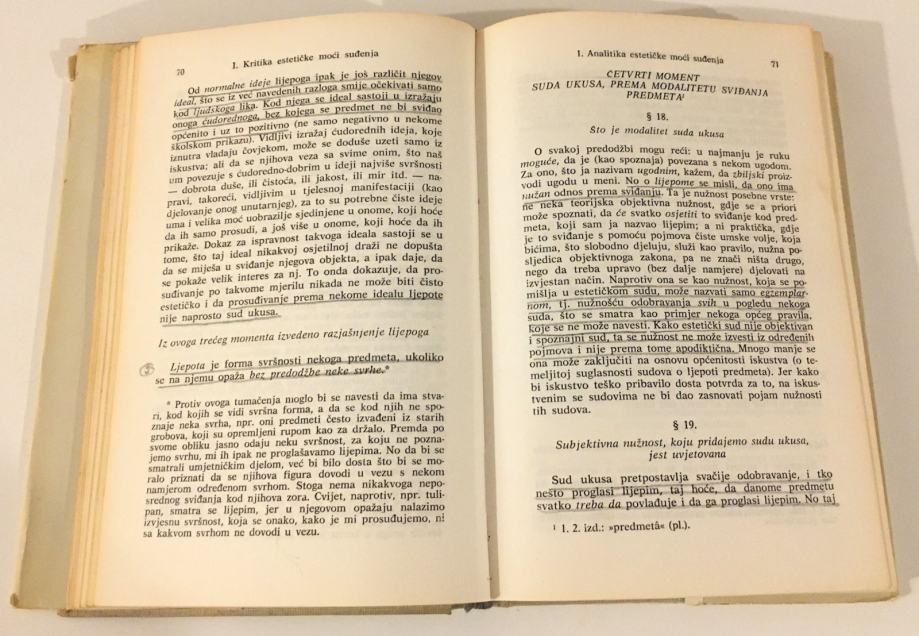 70
I. Kritika estetičke moći suđenja
Od normalne ideje lijepoga ipak je još različit njegov
ideal, što se iz već navedenih razloga smije očekivati samo
kod ljudskoga lika. Kod njega se ideal sastoji u izražaju
onoga ćudorednoga, bez kojega se predmet ne bi sviđao
općenito i uz to pozitivno (ne samo negativno u nekome
školskom prikazu). Vidljivi izražaj ćudorednih ideja, koje
iznutra vladaju čovjekom, može se doduše uzeti samo iz
iskustva; ali da se njihova veza sa svime onim, što naš
um povezuje s ćudoredno-dobrim u ideji najviše svršnosti
— dobrota duše, ili čistoća, ili jakost, ili mir itd. — na-
pravi, takoreći, vidljivim u tjelesnoj manifestaciji (kao
djelovanje onog unutarnjeg), za to su potrebne čiste ideje
uma i velika moć uobrazilje sjedinjene u onome, koji hoće
da ih samo prosudi, a još više u onome, koji hoće da ih
prikaže. Dokaz za ispravnost takvoga ideala sastoji se u
tome, što taj ideal nikakvoj osjetilnoj draži ne dopušta
da se miješa u sviđanje njegova objekta, a ipak daje, da
se pokaže velik interes za nj. To onda dokazuje, da pro-
suđivanje po takvome mjerilu nikada ne može biti čisto
estetičko i da prosuđivanje prema nekome idealu ljepote
nije naprosto sud ukusa.
Iz ovoga trećeg momenta izvedeno razjašnjenje lijepoga
Ljepota je forma svršnosti nekoga predmeta, ukoliko
se na njemu opaža bez predodžbe neke svrhe.*
* Protiv ovoga tumačenja moglo bi se navesti da ima stva-
ri, kod kojih se vidi svršna forma, a da se kod njih ne spo-
znaje neka svrha, npr. oni predmeti često izvađeni iz starih
grobova, koji su opremljeni rupom kao za držalo. Premda po
svome obliku jasno odaju neku svršnost, za koju ne pozna-
jemo svrhu, mi ih ipak ne proglašavamo lijepima. No da bi se
smatrali umjetničkim djelom, već bi bilo dosta što bi se mo-
ralo priznati da se njihova figura dovodi u vezu s nekom
namjerom određenom svrhom. Stoga nema nikakvoga nepo-
srednog sviđanja kod njihova zora. Cvijet, naprotiv, npr. tuli-
pan, smatra se lijepim, jer u njegovom opažaju nalazimo
izvjesnu svršnost, koja se onako, kako je mi prosuđujemo, ni
sa kakvom svrhom ne dovodi u vezu.
1. Analitika estetičke moći suđenja
71
ČETVRTI MOMENT
SUDA UKUSA, PREMA MODALITETU SVIĐANJA
PREDMETA¹
§ 18.
Što je modalitet suda ukusa
O svakoj predodžbi mogu reći: u najmanju je ruku
moguće, da je (kao spoznaja) povezana s nekom ugodom.
Za ono, što ja nazivam ugodnim, kažem, da zbiljski proiz-
vodi ugodu u meni. No o lijepome se misli, da ono ima
nužan odnos prema sviđanju. Ta je nužnost posebne vrste:
ne neka teorijska objektivna nužnost, gdje se a priori
može spoznati, da će svatko osjetiti to sviđanje kod pred-
meta, koji sam ja nazvao lijepim; a ni praktička, gdje
je to sviđanje s pomoću pojmova čiste umske volje, koja
bićima, što slobodno djeluju, služi kao pravilo, nužna po-
sljedica objektivnoga zakona, pa ne znači ništa drugo,
nego da treba upravo (bez dalje namjere) djelovati na
izvjestan način. Naprotiv ona se kao nužnost, koja se po-
mišlja u estetičkom sudu, može nazvati samo egzemplar-
nom, tj. nužnošću odobravanja svih u pogledu nekoga
suda, što se smatra kao primjer nekoga općeg pravila,
koje se ne može navesti. Kako estetički sud nije objektivan
i spoznajni sud, ta se nužnost ne može izvesti iz određenih
pojmova i nije prema tome apodiktična. Mnogo manje se
ona može zaključiti na osnovu općenitosti iskustva (o te-
meljitoj suglasnosti sudova o ljepoti predmeta). Jer kako
bi iskustvo teško pribavilo dosta potvrda za to, na iskus-
tvenim se sudovima ne bi dao zasnovati pojam nužnosti
tih sudova.
§ 19.
Subjektivna nužnost, koju pridajemo sudu ukusa,
jest uvjetovana
Sud ukusa pretpostavlja svačije odobravanje, i tko
nešto proglasi lijepim, taj hoće, da danome predmetu
svatko treba da povlađuje i da ga proglasi lijepim. No taj
¹ 1. 2. izd.: »predmetâ« (pl.).